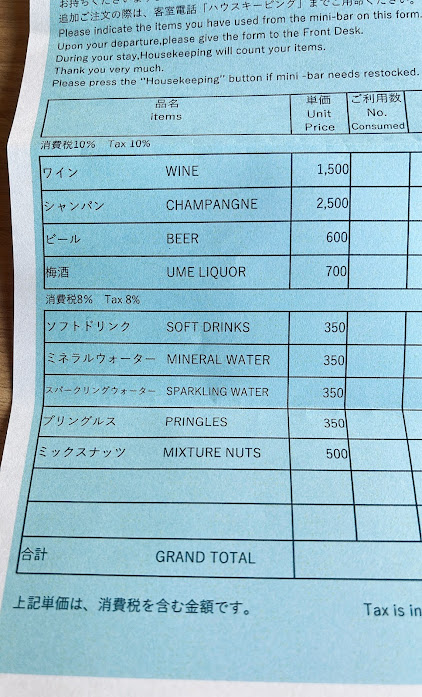 追加ご注文の際は、客室電話「ハウスキーピング」までご用命ください。
Please indicate the items you have used from the mini-bar on this form.
Upon your departure,please give the form to the Front Desk.
During your stay,Housekeeping will count your items.
Thank you very much.
Please press the "Housekeeping" button if mini -bar needs restocked.
品名 単価 ご利用数
items Unit Price No. Consumed
消費税10% Tax 10%
ワイン WINE 1,500
シャンパン CHAMPANGNE 2,500
ビール BEER 600
梅酒 UME LIQUOR 700
消費税8% Tax 8%
ソフトドリンク SOFT DRINKS 350
ミネラルウォーター MINERAL WATER 350
スパークリングウォーター SPARKLING WATER 350
プリングルス PRINGLES 350
ミックスナッツ MIXTURE NUTS 500
合計 GRAND TOTAL
上記単価は、消費税を含む金額です。 Tax is in